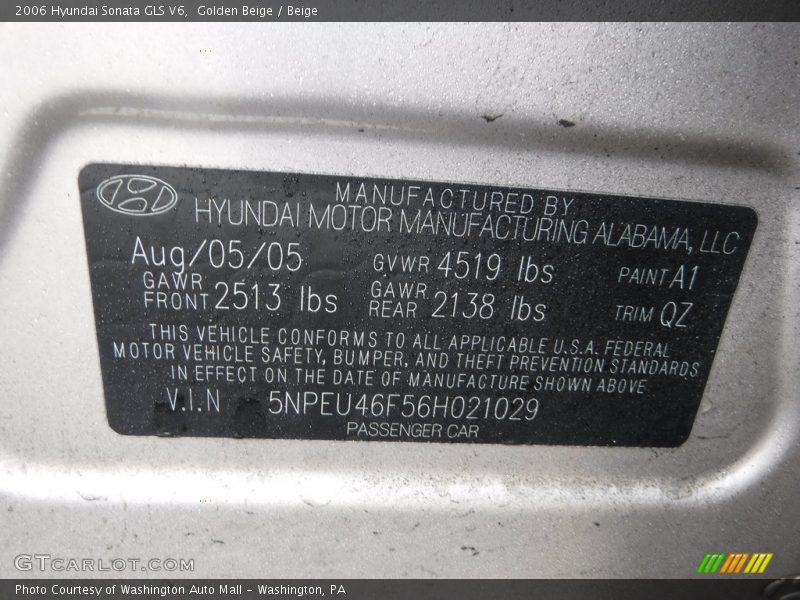 2006 Hyundai Sonata GLS V6,  Golden Beige / Beige
MANUFACTURED BY
HYUNDAI MOTOR MANUFACTURING ALABAMA, LLC
Aug/05/05 GVWR 4519 lbs PAINT A1
GAWR FRONT 2513 lbs GAWR REAR 2138 lbs TRIM QZ
THIS VEHICLE CONFORMS TO ALL APPLICABLE U.S.A. FEDERAL
MOTOR VEHICLE SAFETY, BUMPER, AND THEFT PREVENTION STANDARDS
IN EFFECT ON THE DATE OF MANUFACTURE SHOWN ABOVE
V.I.N 5NPEU46F56H021029
PASSENGER CAR
GTCARLOT.COM
Photo Courtesy of Washington Auto Mall - Washington, PA